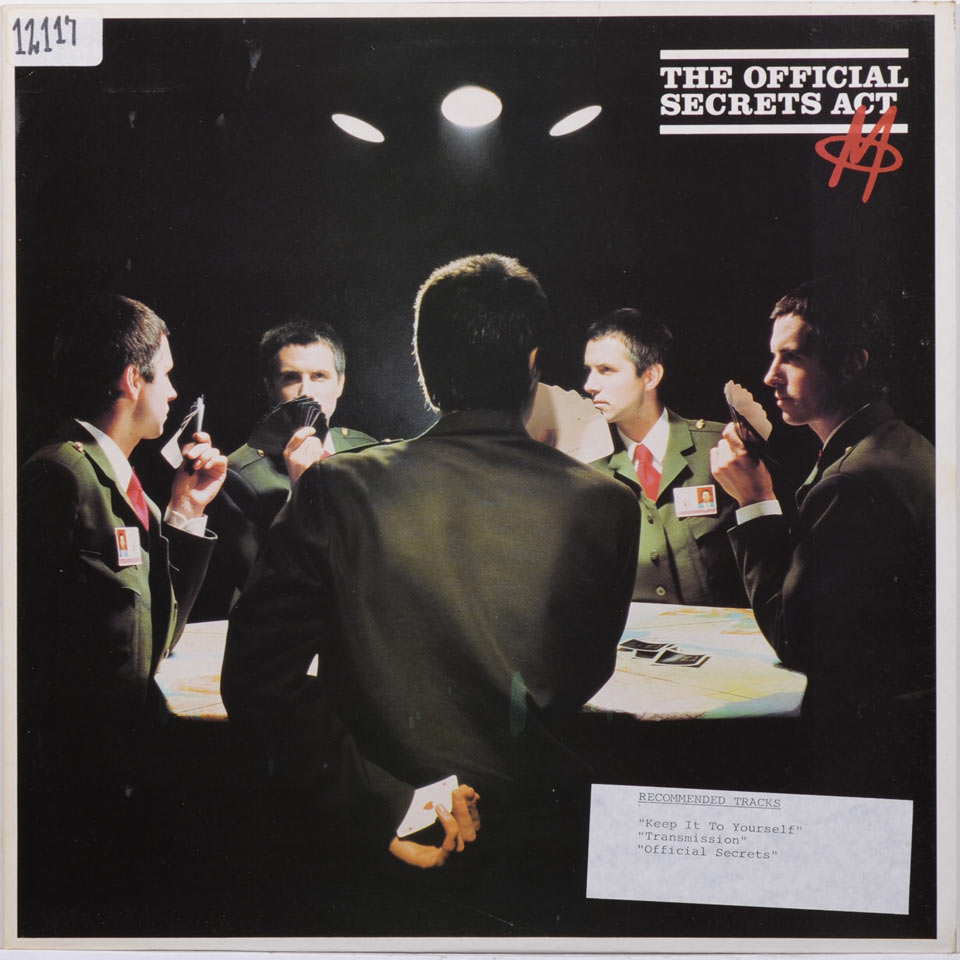 12117
THE OFFICIAL
SECRETS ACT
M
RECOMMENDED TRACKS
"Keep It To Yourself"
"Transmission"
"Official Secrets"